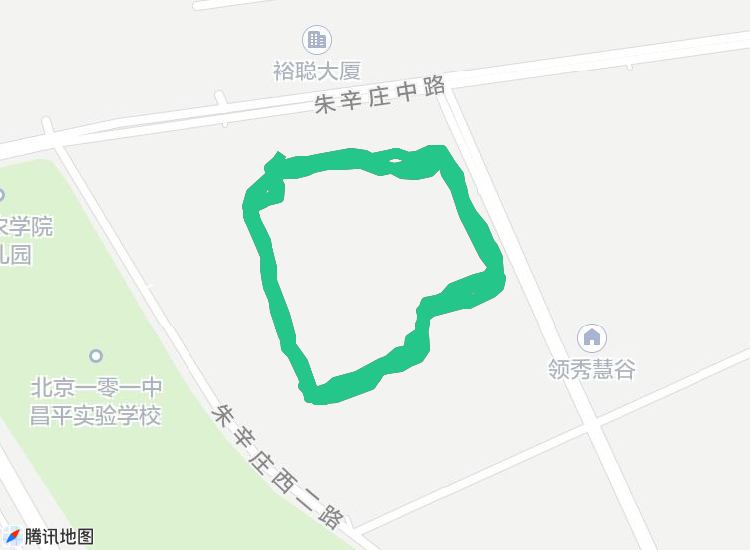 裕聪大厦
朱辛庄中路
农学院
儿园
领秀慧谷
北京一零一中
昌平实验学校
朱辛庄西二路
腾讯地图